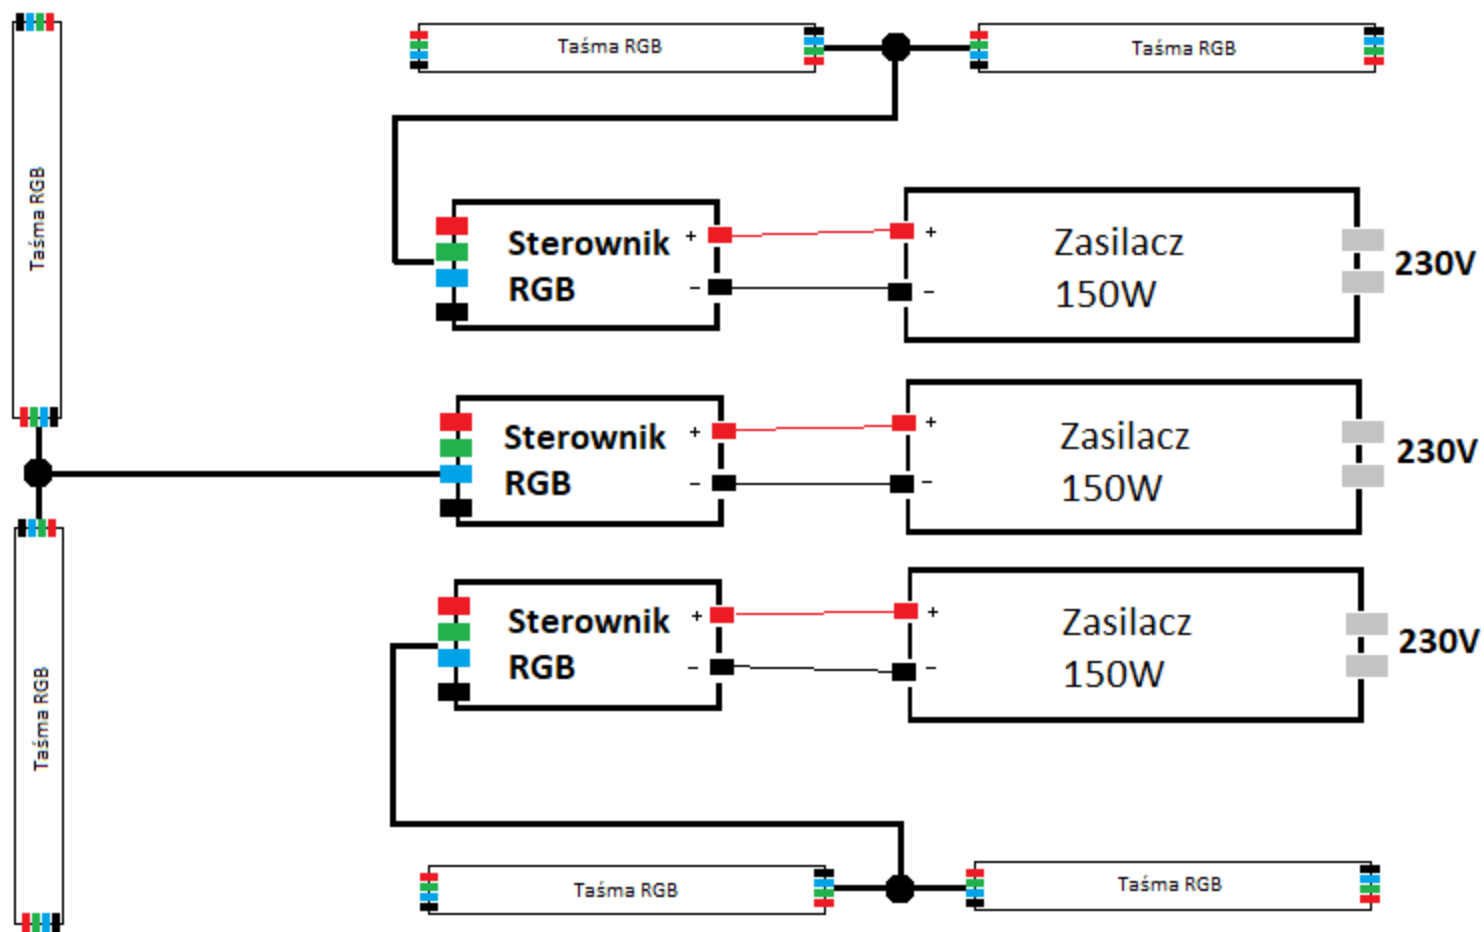 Taśma RGB
Taśma RGB
Taśma RGB
Sterownik
RGB
+
–
+
–
Zasilacz
150W
230V
Sterownik
RGB
+
–
+
–
Zasilacz
150W
230V
Taśma RGB
Sterownik
RGB
+
–
+
–
Zasilacz
150W
230V
Taśma RGB
Taśma RGB